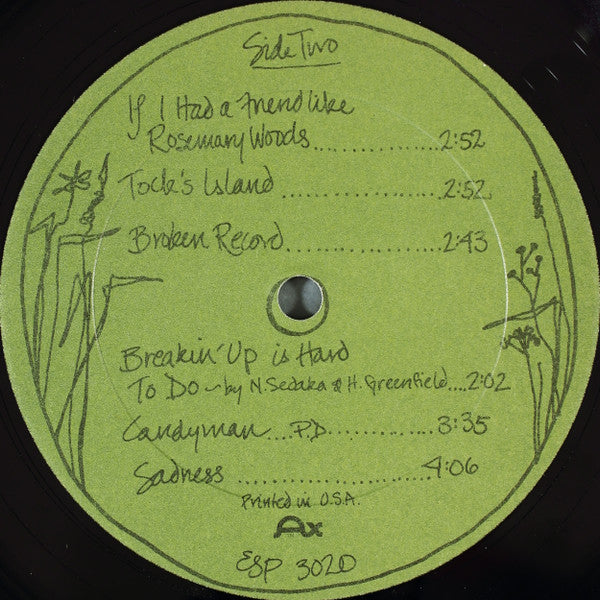 Side Two
If I Had a Friend like
Rosemary Woods..................2:52
Tock's Island ..................2:52
Broken Record..................2:43
Breakin' Up is Hard
To Do ~ by N. Sedaka & H. Greenfield....2:02
Candyman....P.D..............3:35
Sadness ......................4:06
Printed in U.S.A.
Ax
ESP 3020